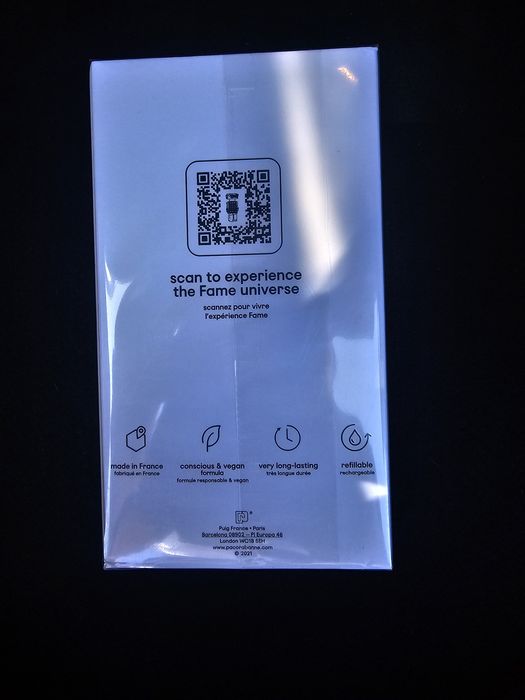 scan to experience
the Fame universe
scannez pour vivre
l'expérience Fame
made in France
fabriqué en France
conscious & vegan
formula
formule responsable & vegan
very long-lasting
très longue durée
refillable
rechargeable
Puig France • Paris
Barcelona 08902 – Pl Europa 46
London WC1B 5EH
www.pacorabanne.com
© 2021